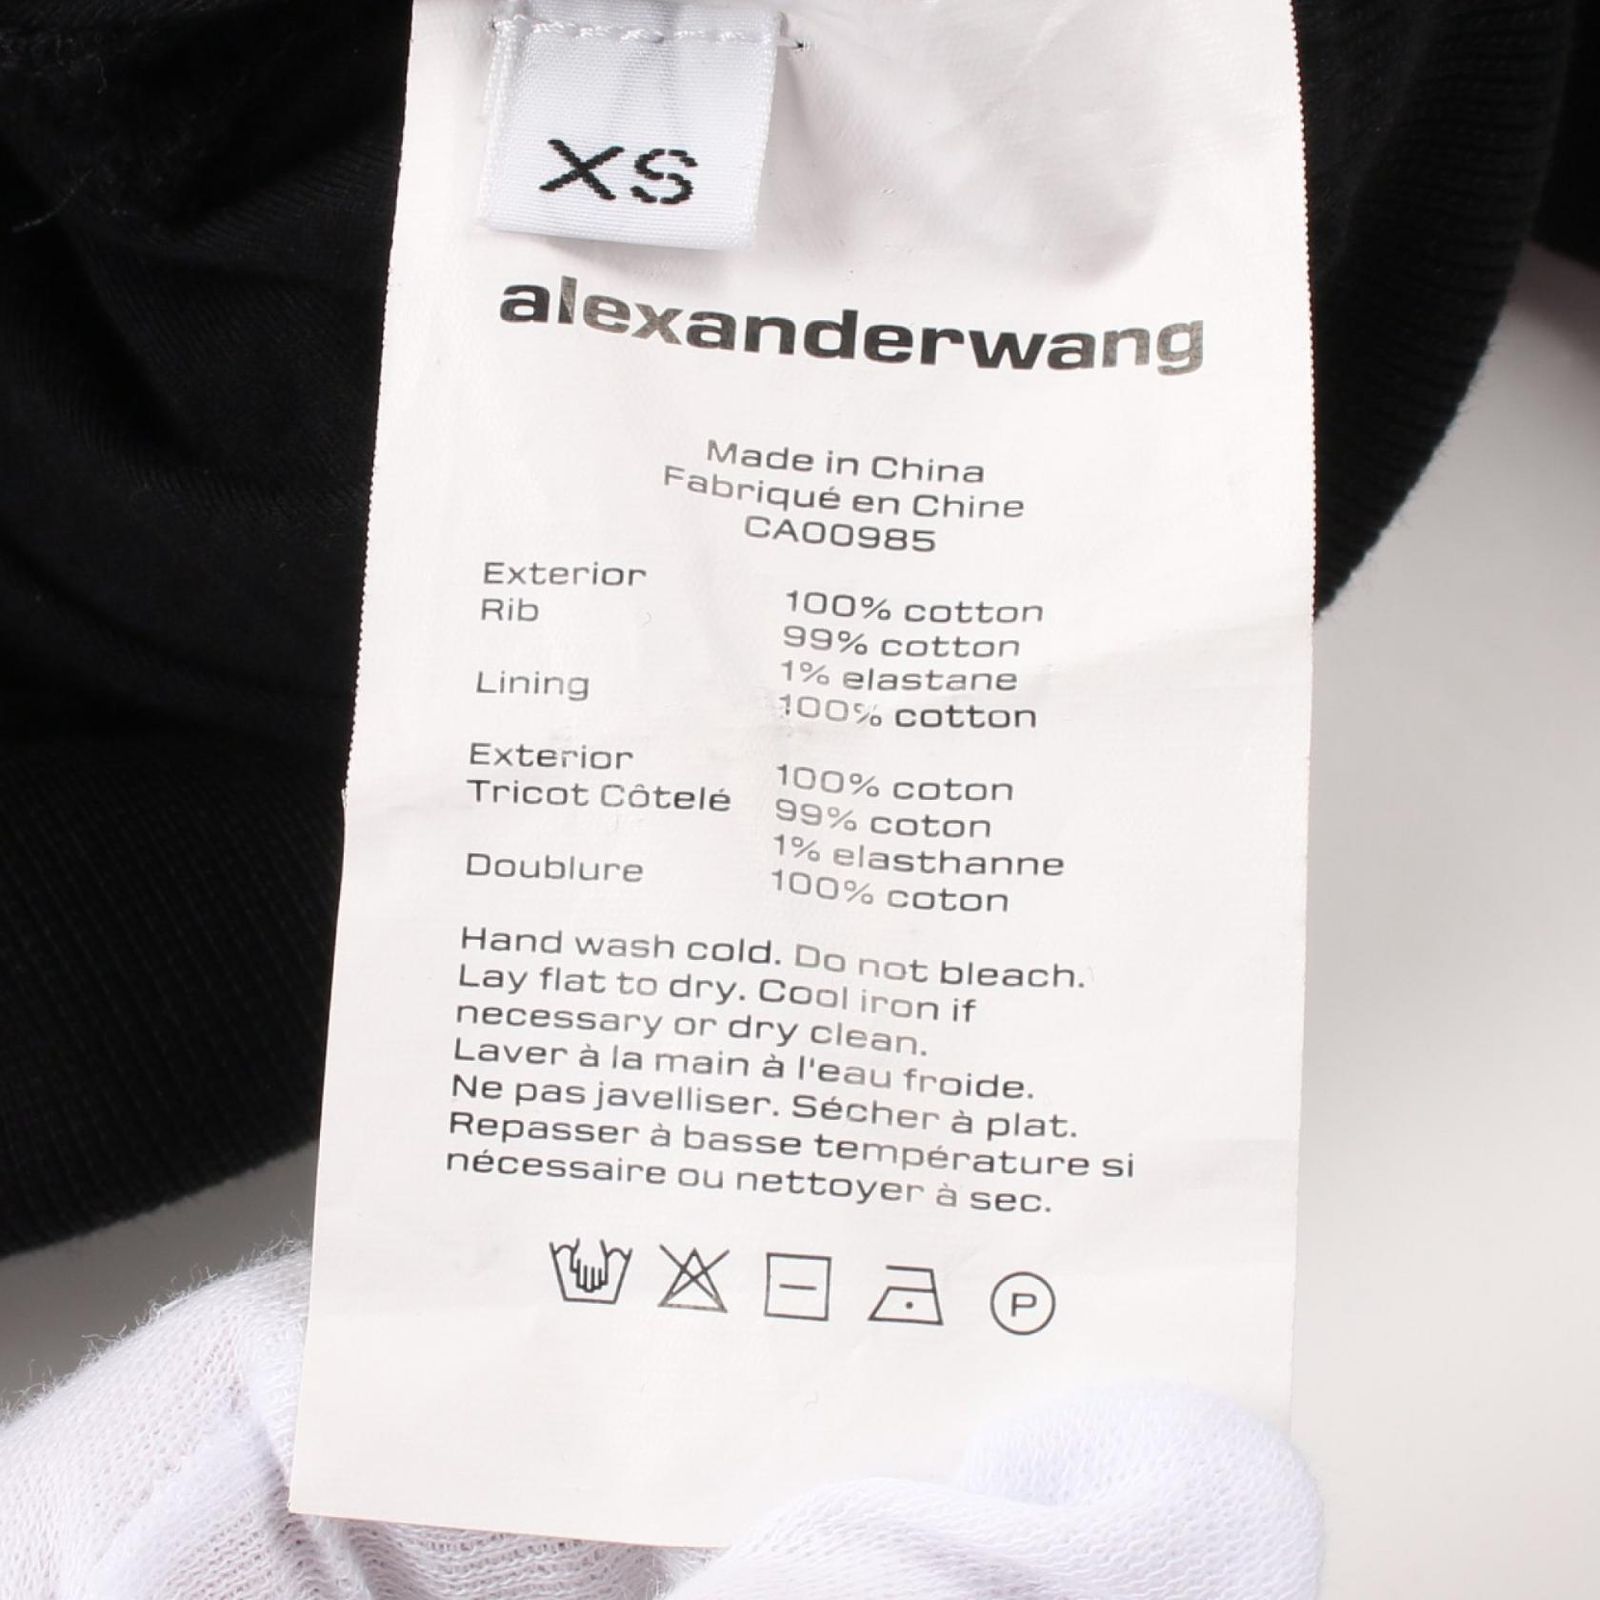 XS
alexanderwang
Made in China
Fabriqué en Chine
CA00985
Exterior 100% cotton
Rib 99% cotton
1% elastane
Lining 100% cotton
Exterior 100% coton
Tricot Côtelé 99% coton
1% elasthanne
Doublure 100% coton
Hand wash cold. Do not bleach.
Lay flat to dry. Cool iron if
necessary or dry clean.
Laver à la main à l'eau froide.
Ne pas javelliser. Sécher à plat.
Repasser à basse température si
nécessaire ou nettoyer à sec.
P